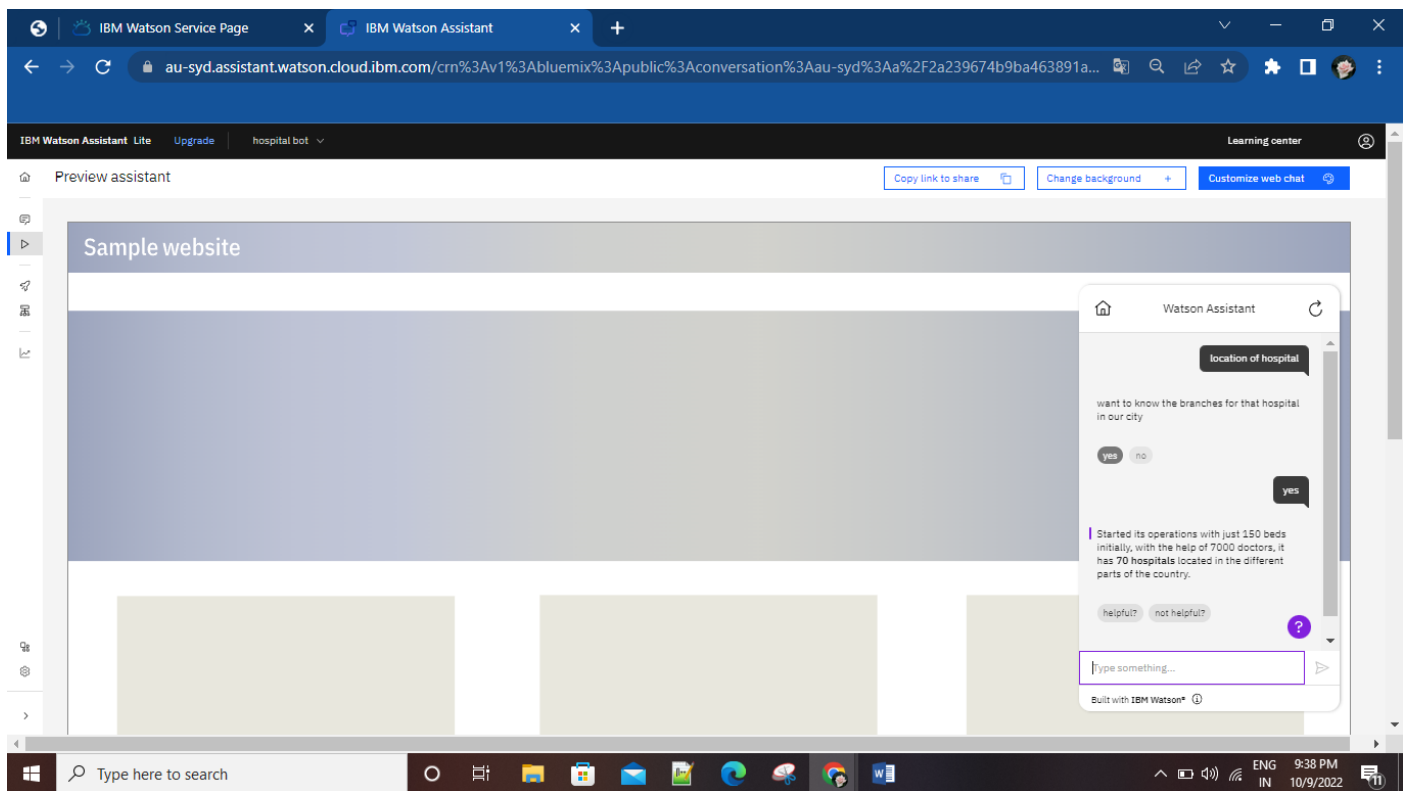 IBM Watson Service Page
IBM Watson Assistant
au-syd.assistant.watson.cloud.ibm.com/crn%3Av1%3Abluemix%3Apublic%3Aconversation%3Aau-syd%3Aa%2F2a239674b9ba463891a...
IBM Watson Assistant Lite Upgrade hospital bot Learning center
Preview assistant Copy link to share Change background + Customize web chat
Sample website
Watson Assistant
location of hospital
want to know the branches for that hospital
in our city
yes no
yes
Started its operations with just 150 beds
initially, with the help of 7000 doctors, it
has 70 hospitals located in the different
parts of the country.
helpful? not helpful?
?
Type something...
Built with IBM Watson®
Type here to search
ENG 9:38 PM
IN 10/9/2022
11